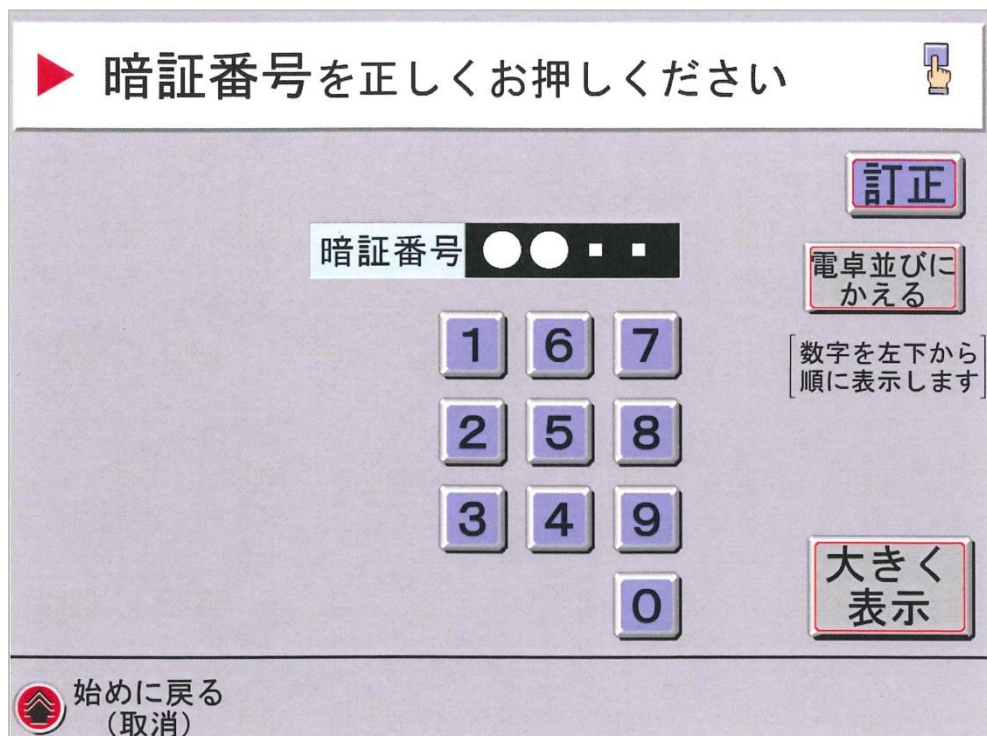 暗証番号を正しくお押しください
訂正
暗証番号
電卓並びに
かえる
数字を左下から
順に表示します
1 6 7
2 5 8
3 4 9
0
大きく
表示
始めに戻る
（取消）